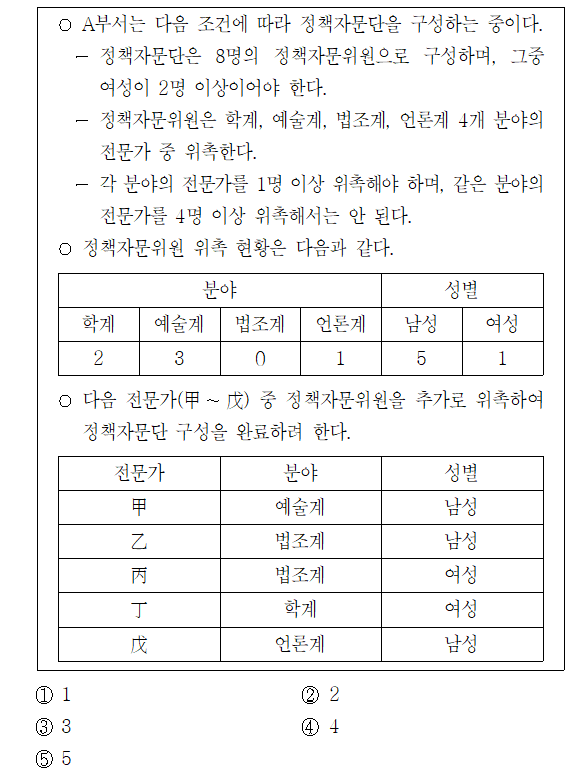 ○ A부서는 다음 조건에 따라 정책자문단을 구성하는 중이다.
－ 정책자문단은 8명의 정책자문위원으로 구성하며, 그중
여성이 2명 이상이어야 한다.
－ 정책자문위원은 학계, 예술계, 법조계, 언론계 4개 분야의
전문가 중 위촉한다.
－ 각 분야의 전문가를 1명 이상 위촉해야 하며, 같은 분야의
전문가를 4명 이상 위촉해서는 안 된다.
○ 정책자문위원 위촉 현황은 다음과 같다.
분야 성별
학계 예술계 법조계 언론계 남성 여성
2 3 0 1 5 1
○ 다음 전문가(甲 ~ 戊) 중 정책자문위원을 추가로 위촉하여
정책자문단 구성을 완료하려 한다.
전문가 분야 성별
甲 예술계 남성
乙 법조계 남성
丙 법조계 여성
丁 학계 여성
戊 언론계 남성
① 1 ② 2
③ 3 ④ 4
⑤ 5